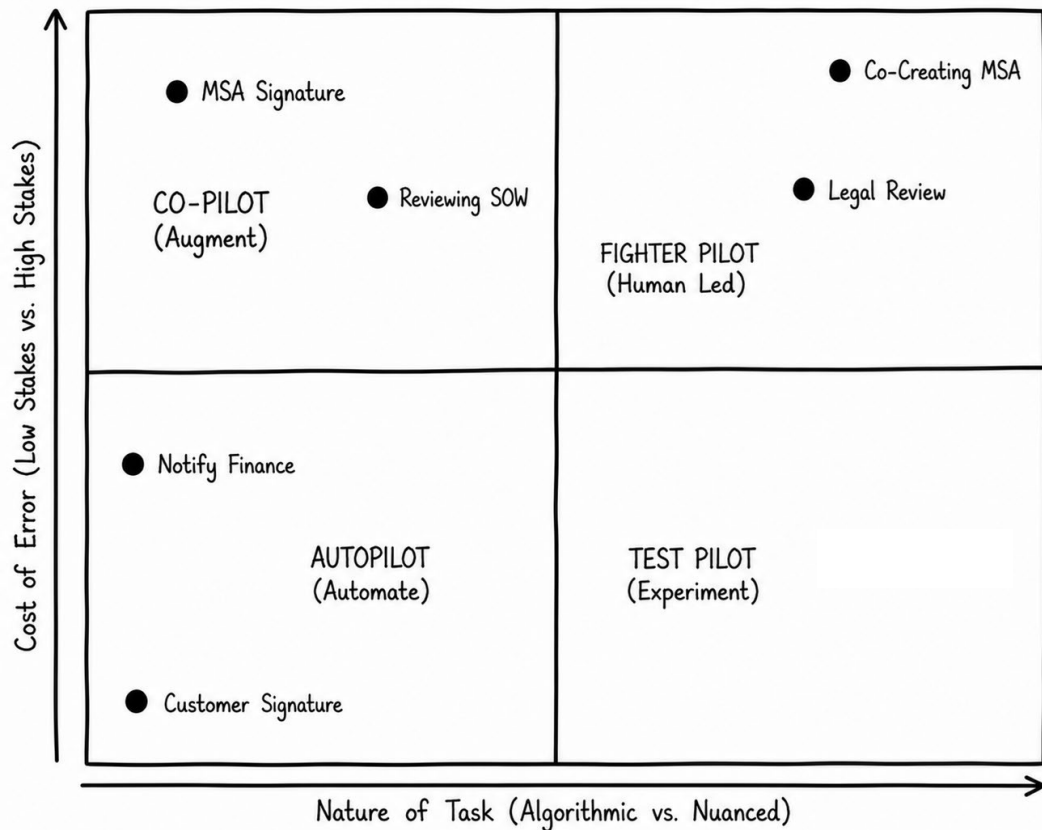 Co-Creating MSA
MSA Signature
Reviewing SOW
Legal Review
CO-PILOT
(Augment)
FIGHTER PILOT
(Human Led)
Notify Finance
AUTOPILOT
(Automate)
TEST PILOT
(Experiment)
Customer Signature
Cost of Error (Low Stakes vs. High Stakes)
Nature of Task (Algorithmic vs. Nuanced)